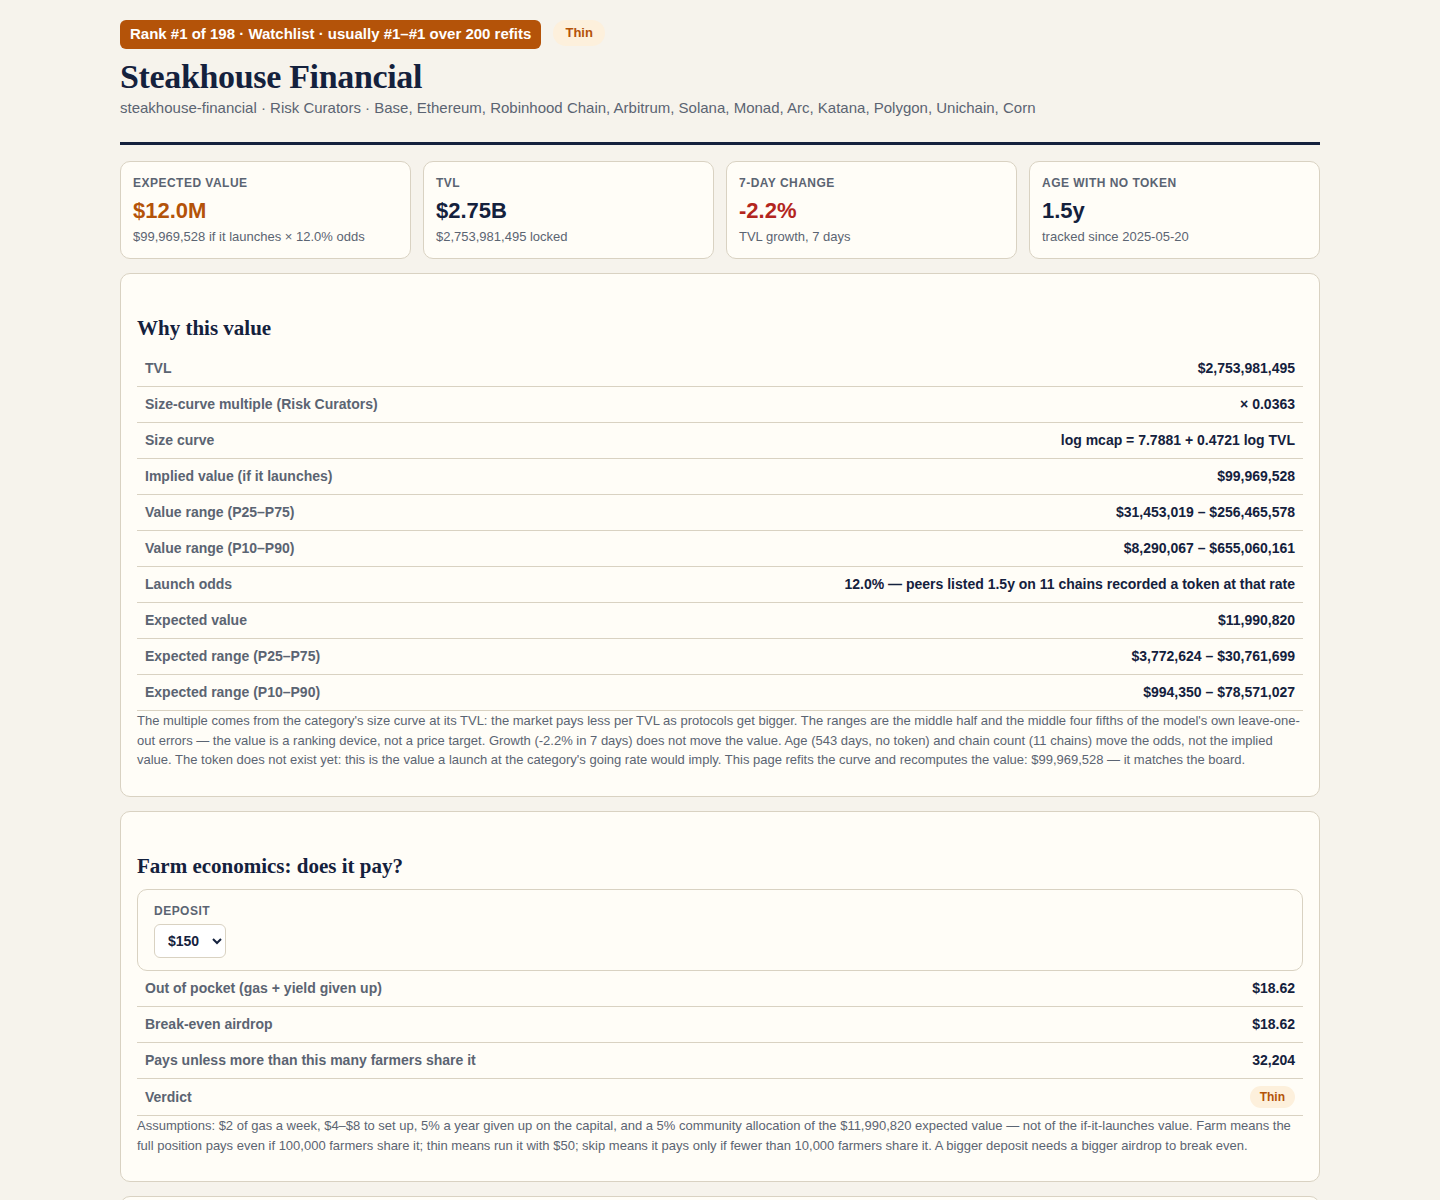 Rank #1 of 198 · Watchlist · usually #1–#1 over 200 refits
Thin
Steakhouse Financial
steakhouse-financial · Risk Curators · Base, Ethereum, Robinhood Chain, Arbitrum, Solana, Monad, Arc, Katana, Polygon, Unichain, Corn
EXPECTED VALUE
$12.0M
$99,969,528 if it launches × 12.0% odds
TVL
$2.75B
$2,753,981,495 locked
7-DAY CHANGE
-2.2%
TVL growth, 7 days
AGE WITH NO TOKEN
1.5y
tracked since 2025-05-20
Why this value
TVL $2,753,981,495
Size-curve multiple (Risk Curators) × 0.0363
Size curve log mcap = 7.7881 + 0.4721 log TVL
Implied value (if it launches) $99,969,528
Value range (P25–P75) $31,453,019 – $256,465,578
Value range (P10–P90) $8,290,067 – $655,060,161
Launch odds 12.0% — peers listed 1.5y on 11 chains recorded a token at that rate
Expected value $11,990,820
Expected range (P25–P75) $3,772,624 – $30,761,699
Expected range (P10–P90) $994,350 – $78,571,027
The multiple comes from the category's size curve at its TVL: the market pays less per TVL as protocols get bigger. The ranges are the middle half and the middle four fifths of the model's own leave-one-
out errors — the value is a ranking device, not a price target. Growth (-2.2% in 7 days) does not move the value. Age (543 days, no token) and chain count (11 chains) move the odds, not the implied
value. The token does not exist yet: this is the value a launch at the category's going rate would imply. This page refits the curve and recomputes the value: $99,969,528 — it matches the board.
Farm economics: does it pay?
DEPOSIT
$150
Out of pocket (gas + yield given up) $18.62
Break-even airdrop $18.62
Pays unless more than this many farmers share it 32,204
Verdict Thin
Assumptions: $2 of gas a week, $4–$8 to set up, 5% a year given up on the capital, and a 5% community allocation of the $11,990,820 expected value — not of the if-it-launches value. Farm means the
full position pays even if 100,000 farmers share it; thin means run it with $50; skip means it pays only if fewer than 10,000 farmers share it. A bigger deposit needs a bigger airdrop to break even.